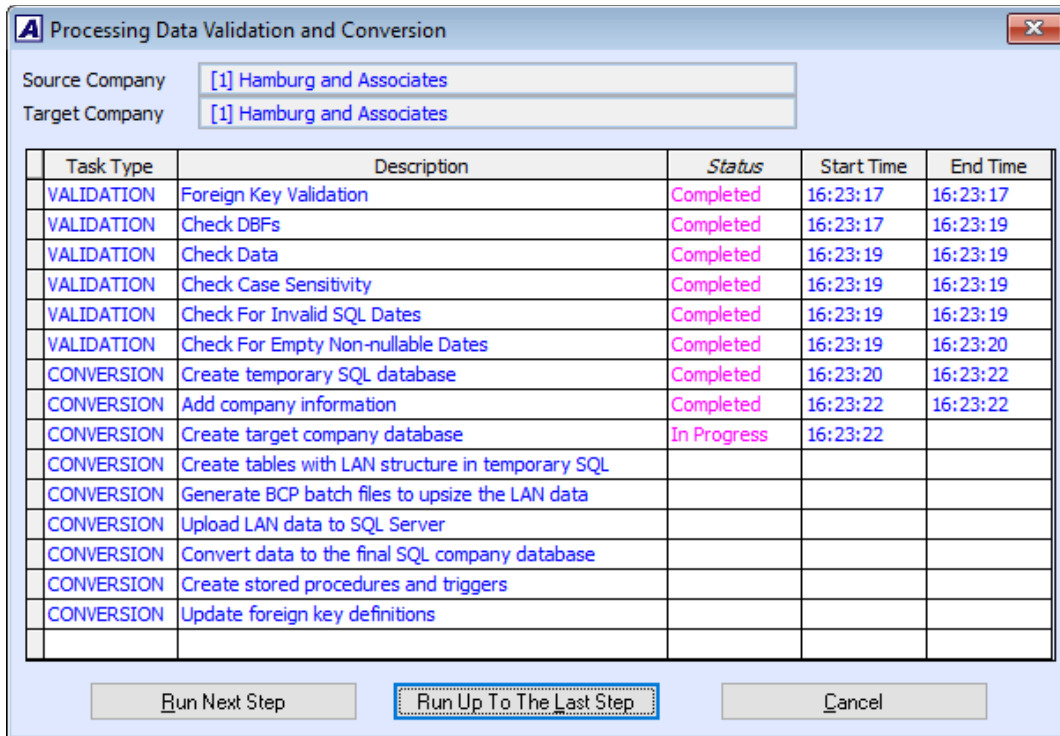 A Processing Data Validation and Conversion
Source Company [1] Hamburg and Associates
Target Company [1] Hamburg and Associates
Task Type Description Status Start Time End Time
VALIDATION Foreign Key Validation Completed 16:23:17 16:23:17
VALIDATION Check DBFs Completed 16:23:17 16:23:19
VALIDATION Check Data Completed 16:23:19 16:23:19
VALIDATION Check Case Sensitivity Completed 16:23:19 16:23:19
VALIDATION Check For Invalid SQL Dates Completed 16:23:19 16:23:19
VALIDATION Check For Empty Non-nullable Dates Completed 16:23:19 16:23:20
CONVERSION Create temporary SQL database Completed 16:23:20 16:23:22
CONVERSION Add company information Completed 16:23:22 16:23:22
CONVERSION Create target company database In Progress 16:23:22
CONVERSION Create tables with LAN structure in temporary SQL
CONVERSION Generate BCP batch files to upsize the LAN data
CONVERSION Upload LAN data to SQL Server
CONVERSION Convert data to the final SQL company database
CONVERSION Create stored procedures and triggers
CONVERSION Update foreign key definitions
Run Next Step Run Up To The Last Step Cancel